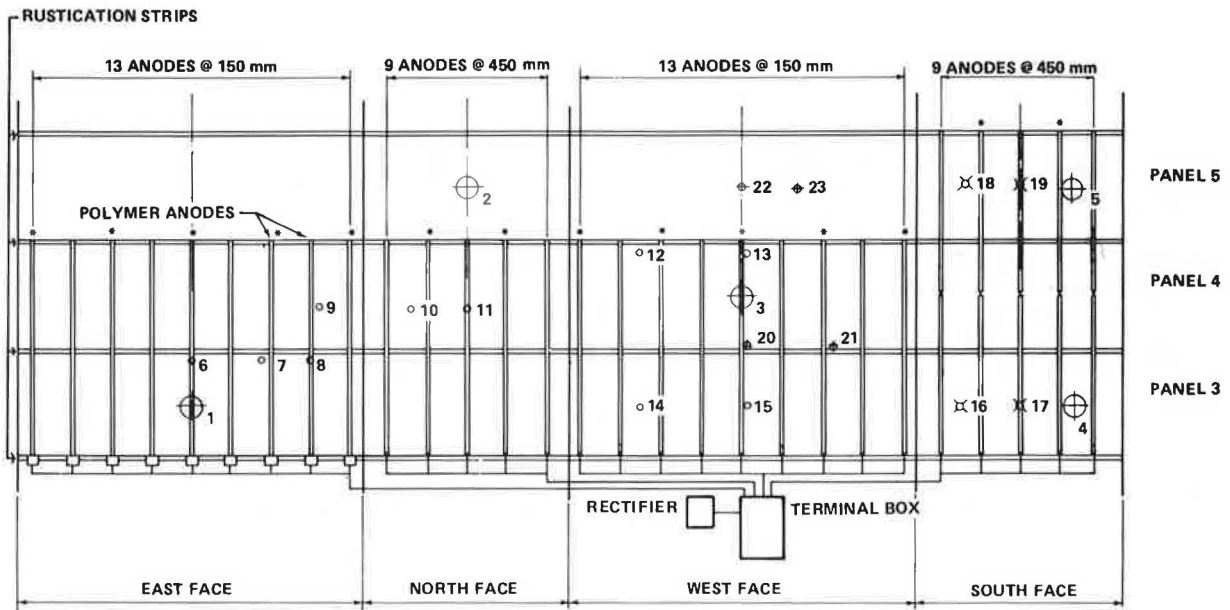 RUSTICATION STRIPS
13 ANODES @ 150 mm
9 ANODES @ 450 mm
13 ANODES @ 150 mm
9 ANODES @ 450 mm
2
22
23
18
19
5
PANEL 5
POLYMER ANODES
* * * * * * * * * * * * * *
9
10
11
12
13
3
PANEL 4
20
21
6
7
8
1
14
15
16
17
4
PANEL 3
RECTIFIER
TERMINAL BOX
EAST FACE
NORTH FACE
WEST FACE
SOUTH FACE